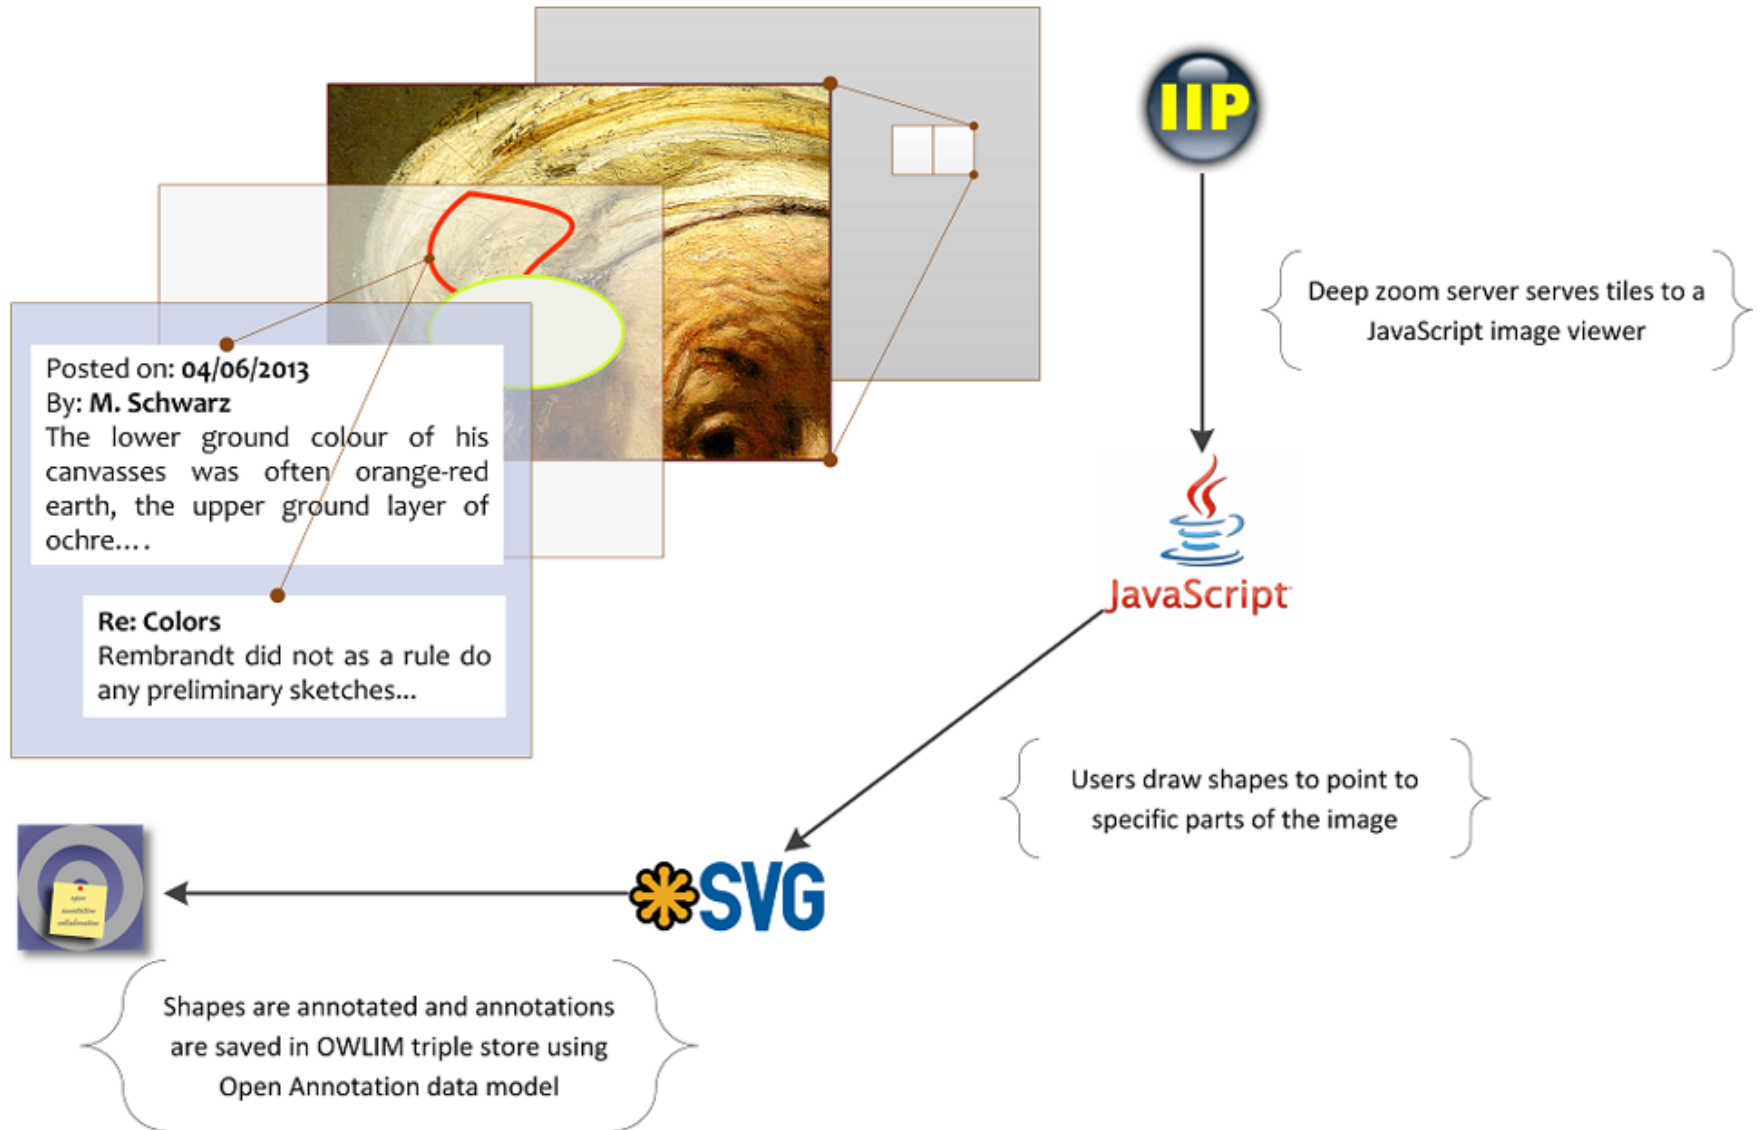 IIP
Deep zoom server serves tiles to a
JavaScript image viewer
Posted on: 04/06/2013
By: M. Schwarz
The lower ground colour of his
canvasses was often orange-red
earth, the upper ground layer of
ochre....
JavaScript
Re: Colors
Rembrandt did not as a rule do
any preliminary sketches...
Users draw shapes to point to
specific parts of the image
SVG
open
annotation
collaboration
Shapes are annotated and annotations
are saved in OWLIM triple store using
Open Annotation data model